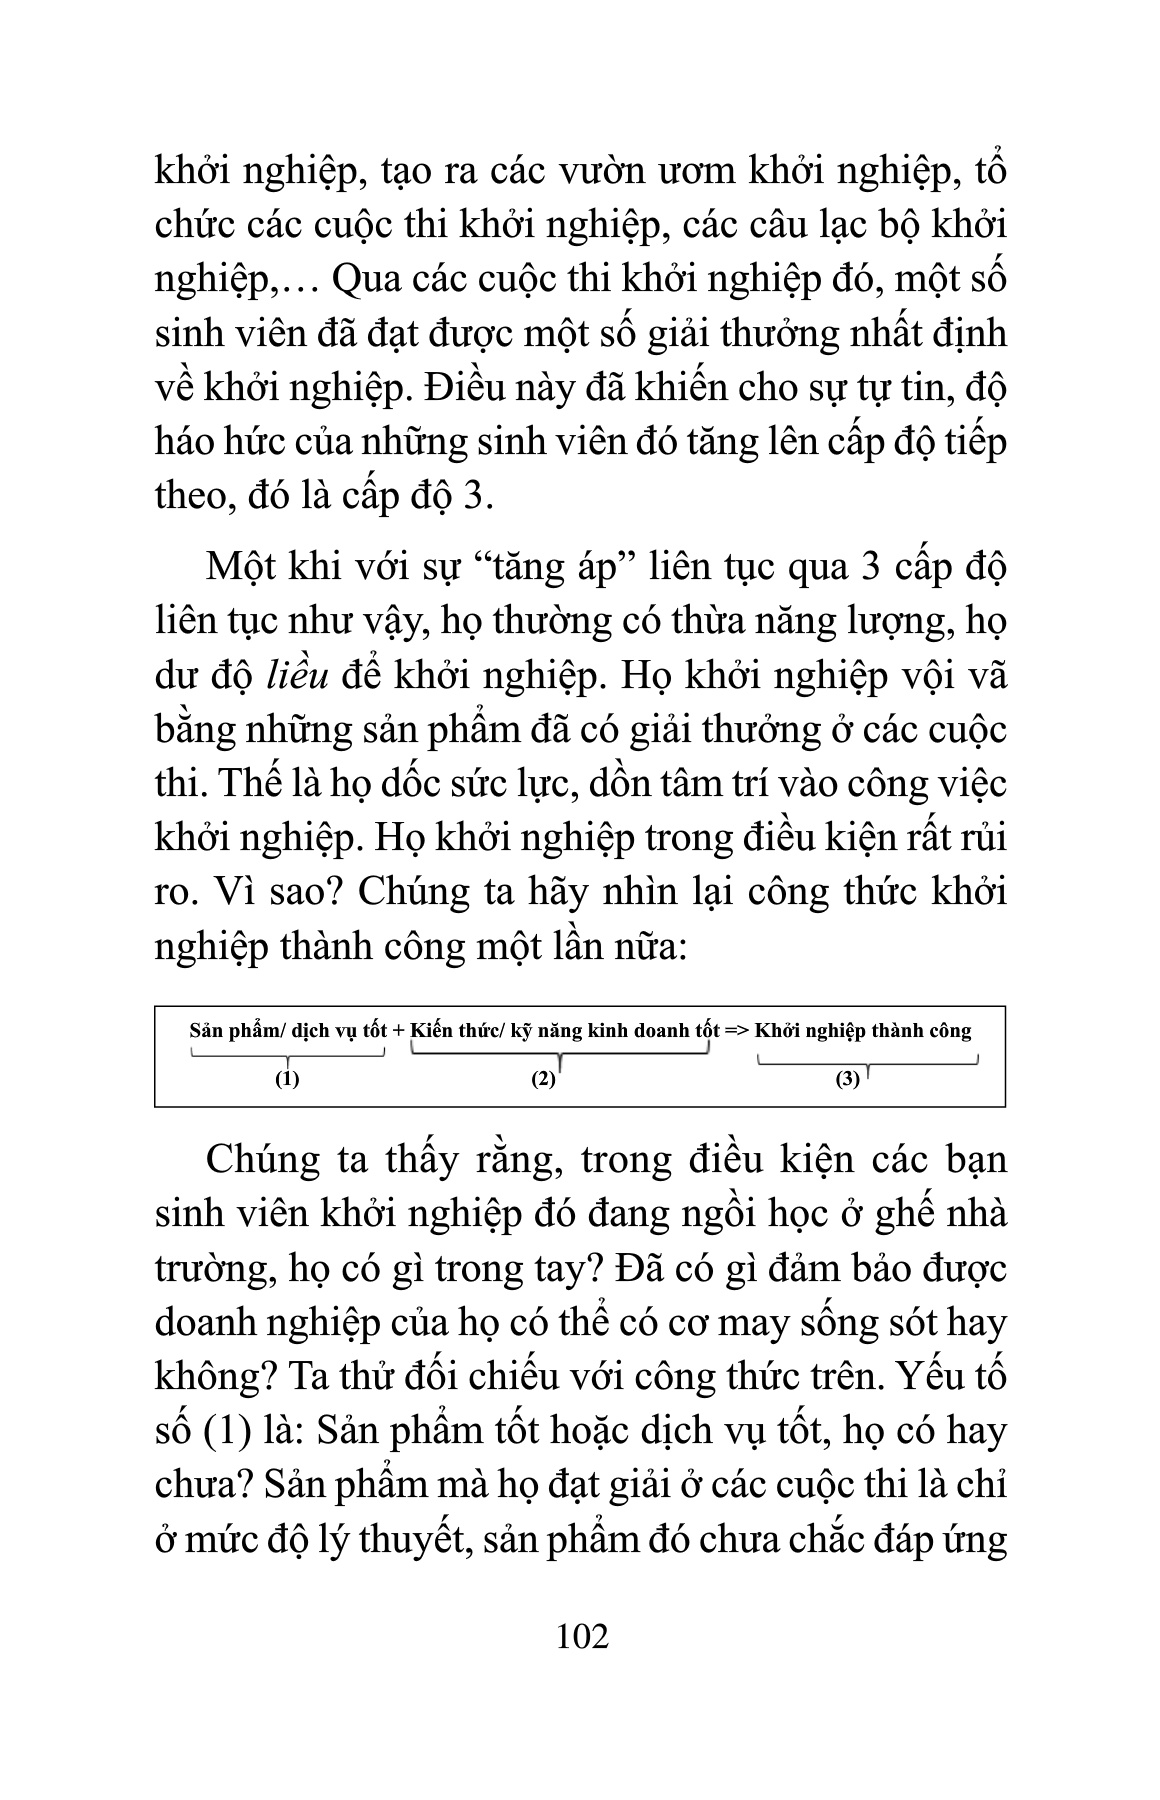 khởi nghiệp, tạo ra các vườn ươm khởi nghiệp, tổ
chức các cuộc thi khởi nghiệp, các câu lạc bộ khởi
nghiệp,… Qua các cuộc thi khởi nghiệp đó, một số
sinh viên đã đạt được một số giải thưởng nhất định
về khởi nghiệp. Điều này đã khiến cho sự tự tin, độ
háo hức của những sinh viên đó tăng lên cấp độ tiếp
theo, đó là cấp độ 3.
Một khi với sự “tăng áp” liên tục qua 3 cấp độ
liên tục như vậy, họ thường có thừa năng lượng, họ
dư độ liều để khởi nghiệp. Họ khởi nghiệp vội vã
bằng những sản phẩm đã có giải thưởng ở các cuộc
thi. Thế là họ dốc sức lực, dồn tâm trí vào công việc
khởi nghiệp. Họ khởi nghiệp trong điều kiện rất rủi
ro. Vì sao? Chúng ta hãy nhìn lại công thức khởi
nghiệp thành công một lần nữa:
Sản phẩm/ dịch vụ tốt + Kiến thức/ kỹ năng kinh doanh tốt => Khởi nghiệp thành công
(1) (2) (3)
Chúng ta thấy rằng, trong điều kiện các bạn
sinh viên khởi nghiệp đó đang ngồi học ở ghế nhà
trường, họ có gì trong tay? Đã có gì đảm bảo được
doanh nghiệp của họ có thể có cơ may sống sót hay
không? Ta thử đối chiếu với công thức trên. Yếu tố
số (1) là: Sản phẩm tốt hoặc dịch vụ tốt, họ có hay
chưa? Sản phẩm mà họ đạt giải ở các cuộc thi là chỉ
ở mức độ lý thuyết, sản phẩm đó chưa chắc đáp ứng
102